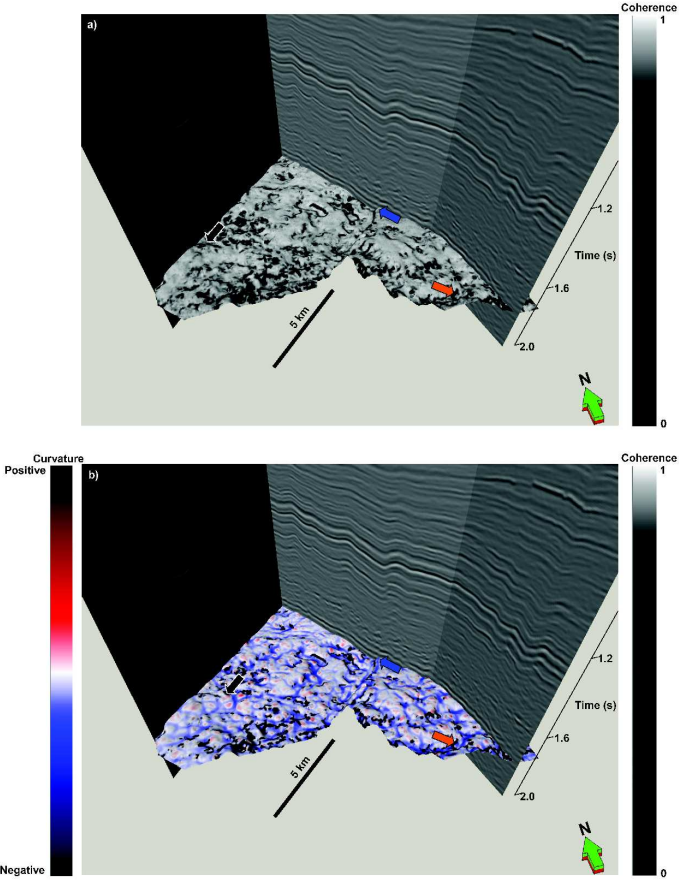 Coherence
a)
1
1.2
Time (s)
1.6
5 km
2.0
N
0
Curvature
Coherence
Positive
b)
1
1.2
Time (s)
1.6
5 km
2.0
N
Negative
0